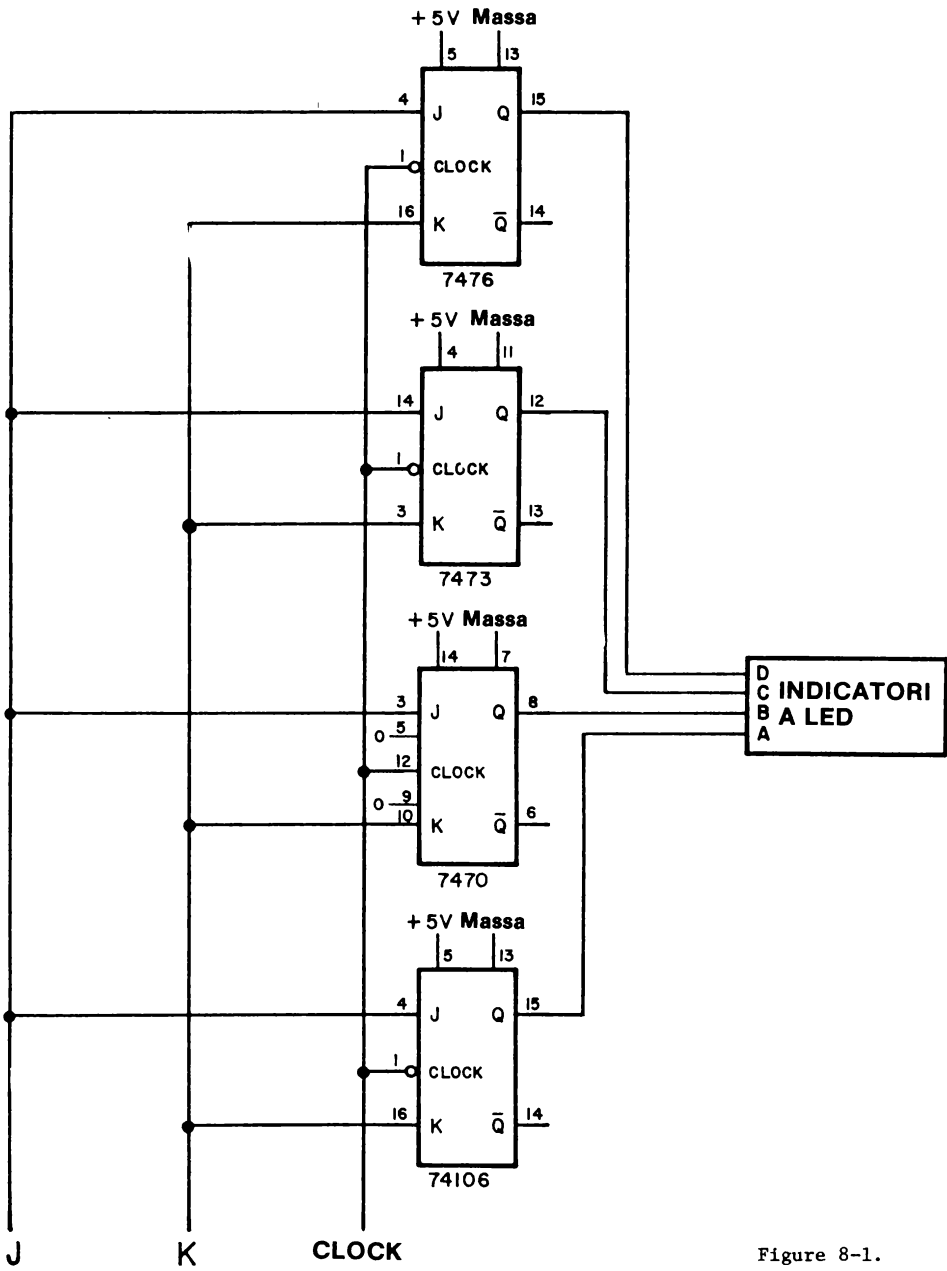 + 5V Massa
5 13
4 J Q 15
1 CLOCK
16 K Q̅ 14
7476
+ 5V Massa
4 11
14 J Q 12
1 CLOCK
3 K Q̅ 13
7473
+ 5V Massa
14 7
3 J Q 8
0 5
12 CLOCK
0 9
10 K Q̅ 6
7470
+ 5V Massa
5 13
4 J Q 15
1 CLOCK
16 K Q̅ 14
74106
D
C INDICATORI
B A LED
A
J K CLOCK
Figure 8-1.